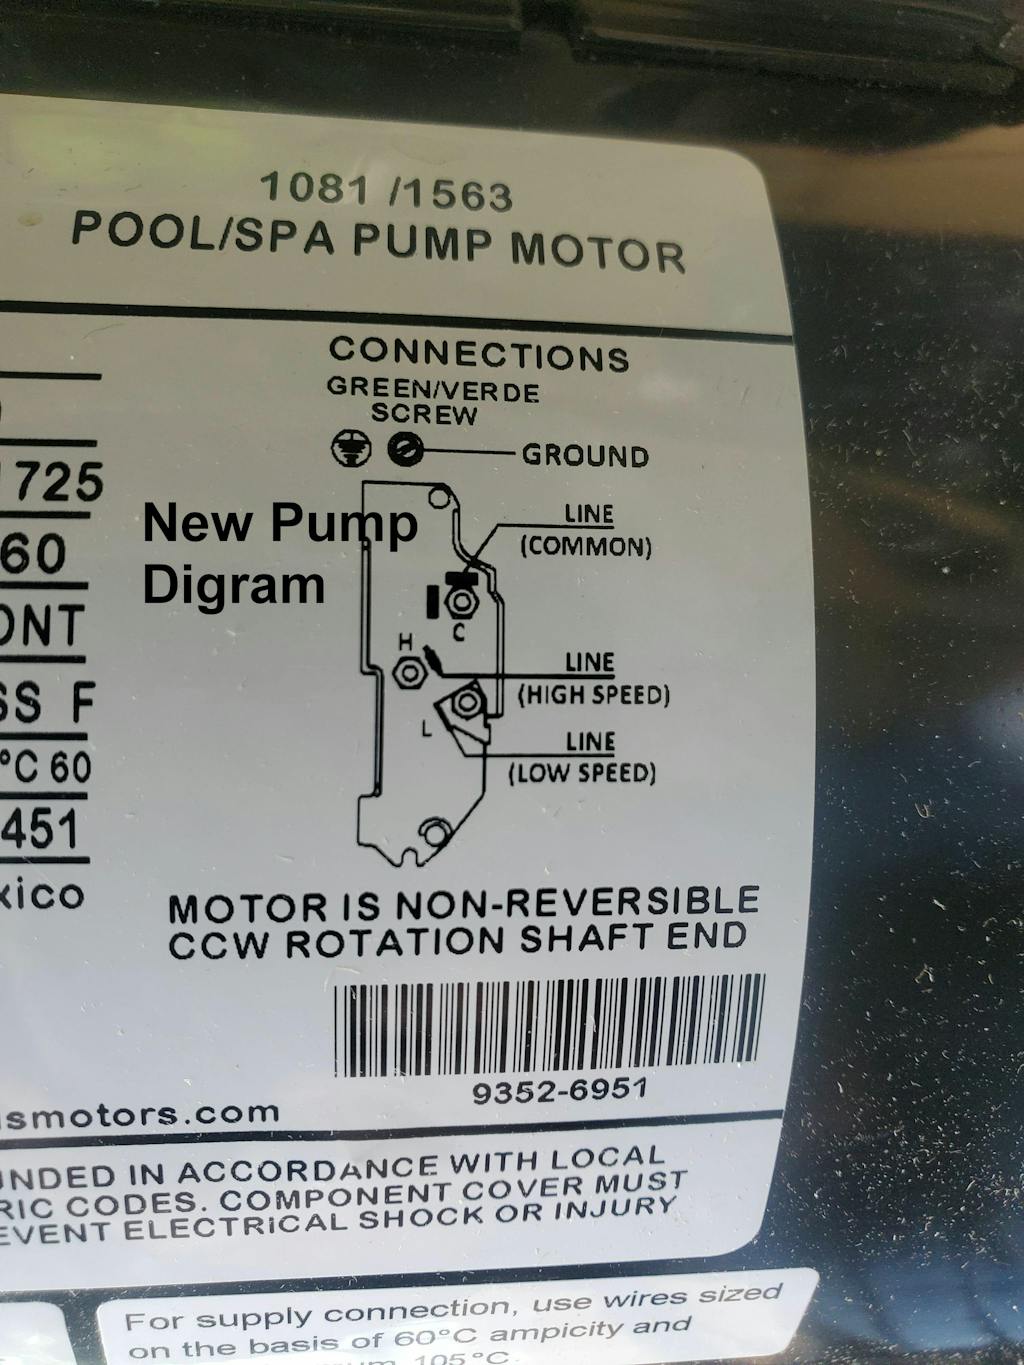 1081 /1563
POOL/SPA PUMP MOTOR
CONNECTIONS
GREEN/VERDE
SCREW
GROUND
725
New Pump
Digram
LINE
(COMMON)
60
C
H
LINE
(HIGH SPEED)
F
L
LINE
(LOW SPEED)
°C 60
451
MOTOR IS NON-REVERSIBLE
CCW ROTATION SHAFT END
9352-6951
smotors.com
NDED IN ACCORDANCE WITH LOCAL
RIC CODES. COMPONENT COVER MUST
EVENT ELECTRICAL SHOCK OR INJURY
For supply connection, use wires sized
on the basis of 60°C ampicity and
105°C.